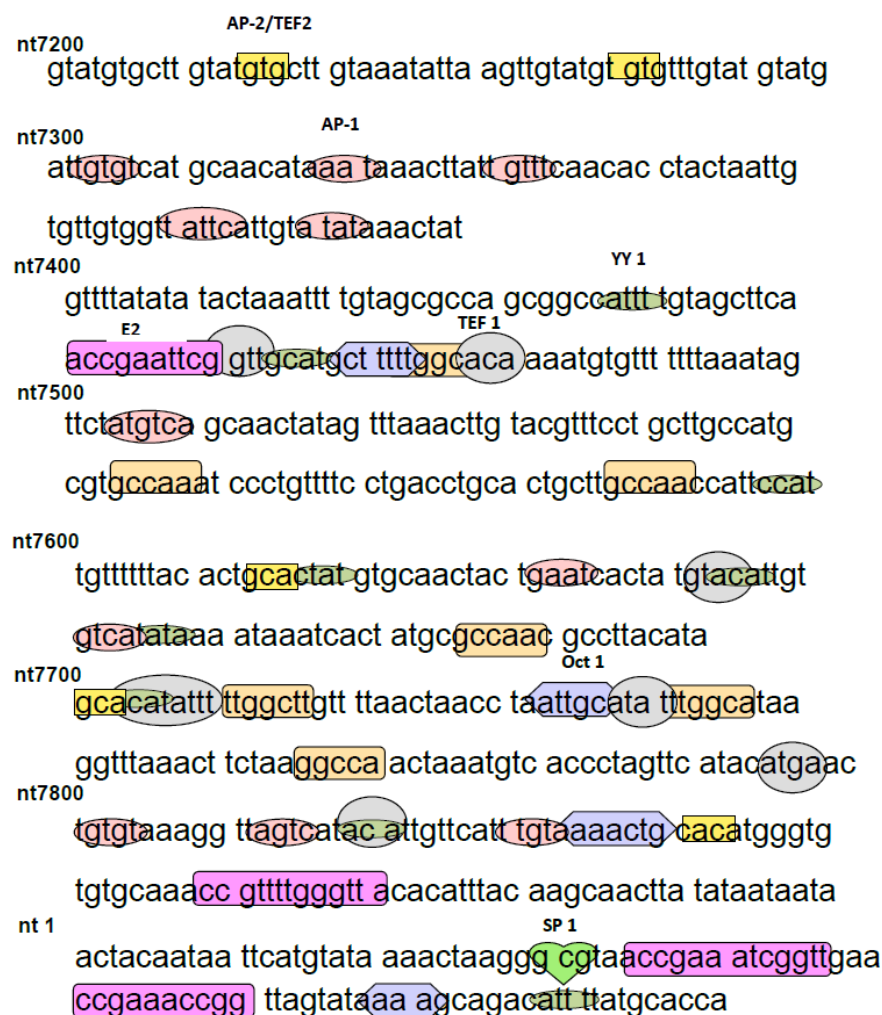 AP-2/TEF2
nt7200
gtatgtgctt gtatgtgctt gtaaatatta agttgtatgt gtgtttgtat gtatg
AP-1
nt7300
attgtgtcat gcaacataaa taaacttatt gtttcaacac ctactaattg
tgttgtggtt attcattgta tataaactat
nt7400
YY 1
gttttatata tactaaattt tgtagcgcca gcggccattt tgtagcttca
E2
TEF 1
accgaattcg gttgcatgct ttttggcaca aaatgtgttt ttttaaatag
nt7500
ttctatgtca gcaactatag tttaaacttg tacgtttcct gcttgccatg
cgtgccaaat ccctgttttc ctgacctgca ctgcttgccaaccattccat
nt7600
tgttttttac actgcactat gtgcaactac tgaatcacta tgtacattgt
gtcatataaa ataaatcact atgcgccaac gccttacata
nt7700
Oct 1
gcacatattt ttggcttgtt ttaactaacc taattgcata tttggcataa
ggtttaaact tctaaggcca actaaatgtc accctagttc atacatgaac
nt7800
tgtgtaaagg ttagtcatac attgttcatt tgtaaaactg cacatgggtg
tgtgcaaacc gttttgggtt acacatttac aagcaactta tataataata
nt 1
SP 1
actacaataa ttcatgtata aaactaaggg cgtaaccgaa atcggttgaa
ccgaaaccgg ttagtataaa agcagacatt ttatgcacca